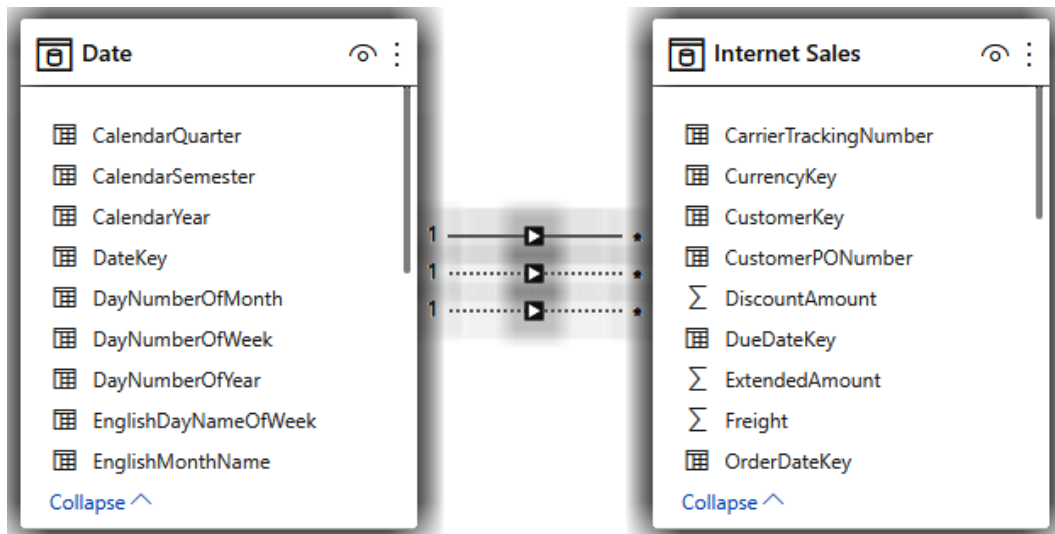 Date
CalendarQuarter
CalendarSemester
CalendarYear
DateKey
DayNumberOfMonth
DayNumberOfWeek
DayNumberOfYear
EnglishDayNameOfWeek
EnglishMonthName
Collapse
1 *
1 *
1 *
Internet Sales
CarrierTrackingNumber
CurrencyKey
CustomerKey
CustomerPONumber
∑ DiscountAmount
DueDateKey
∑ ExtendedAmount
∑ Freight
OrderDateKey
Collapse